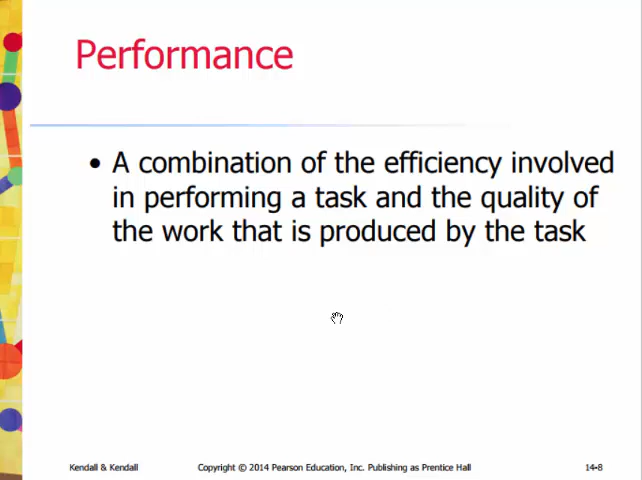 Performance
• A combination of the efficiency involved
in performing a task and the quality of
the work that is produced by the task
Kendall & Kendall
Copyright © 2014 Pearson Education, Inc. Publishing as Prentice Hall
14-8